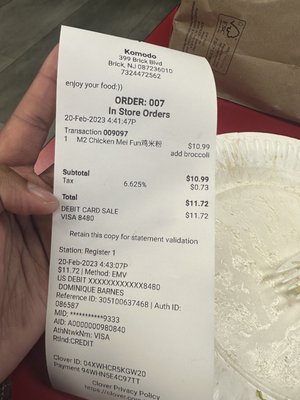 Komodo
399 Brick Blvd
Brick, NJ 087236010
7324472562
enjoy your food:))
ORDER: 007
In Store Orders
20-Feb-2023 4:41:47P
Transaction 009097
1 M2 Chicken Mei Fun鸡米粉 $10.99
add broccoli
Subtotal $10.99
Tax 6.625% $0.73
Total $11.72
DEBIT CARD SALE $11.72
VISA 8480
Retain this copy for statement validation
Station: Register 1
20-Feb-2023 4:43:07P
$11.72 | Method: EMV
US DEBIT XXXXXXXXXXXX8480
DOMINIQUE BARNES
Reference ID: 305100637468 | Auth ID:
086587
MID: **********9333
AID: A0000000980840
AthNtwkNm: VISA
RtInd:CREDIT
Clover ID: 04XWHCR5KGW20
Payment 94WHN5E4C97TT
Clover Privacy Policy